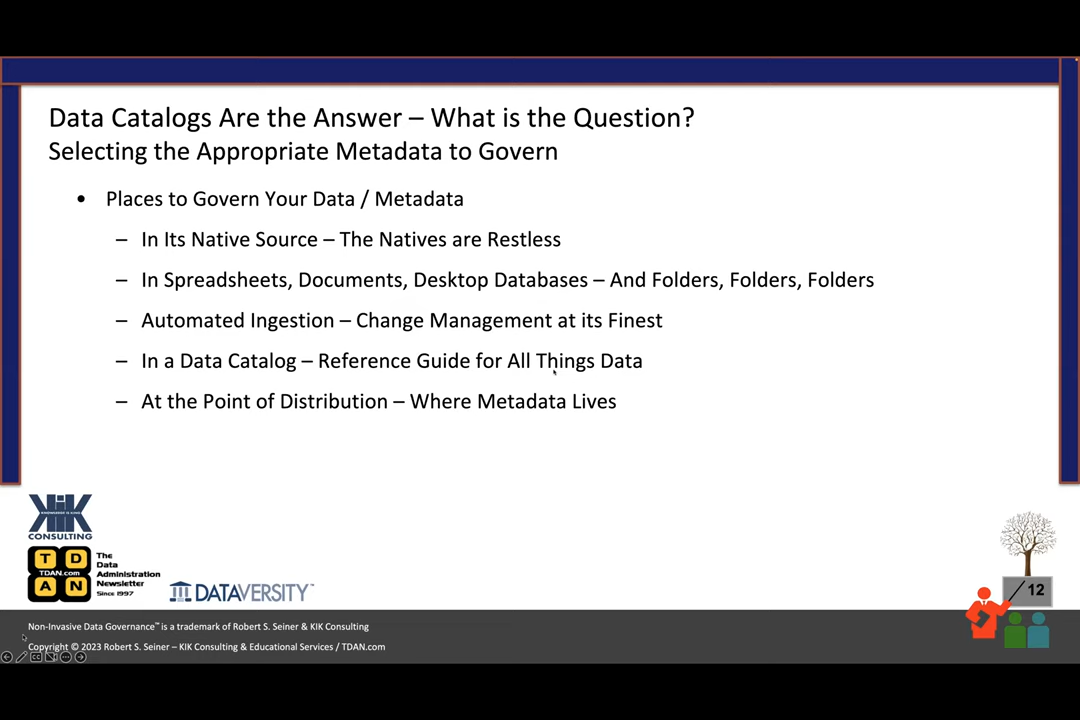 Data Catalogs Are the Answer – What is the Question?
Selecting the Appropriate Metadata to Govern
• Places to Govern Your Data / Metadata
– In Its Native Source – The Natives are Restless
– In Spreadsheets, Documents, Desktop Databases – And Folders, Folders, Folders
– Automated Ingestion – Change Management at its Finest
– In a Data Catalog – Reference Guide for All Things Data
– At the Point of Distribution – Where Metadata Lives
KIK
KNOWLEDGE IS KING
CONSULTING
T D
TDAN.com
A N
The
Data
Administration
Newsletter
Since 1997
DATAVERSITY™
12
Non-Invasive Data Governance™ is a trademark of Robert S. Seiner & KIK Consulting
Copyright © 2023 Robert S. Seiner – KIK Consulting & Educational Services / TDAN.com